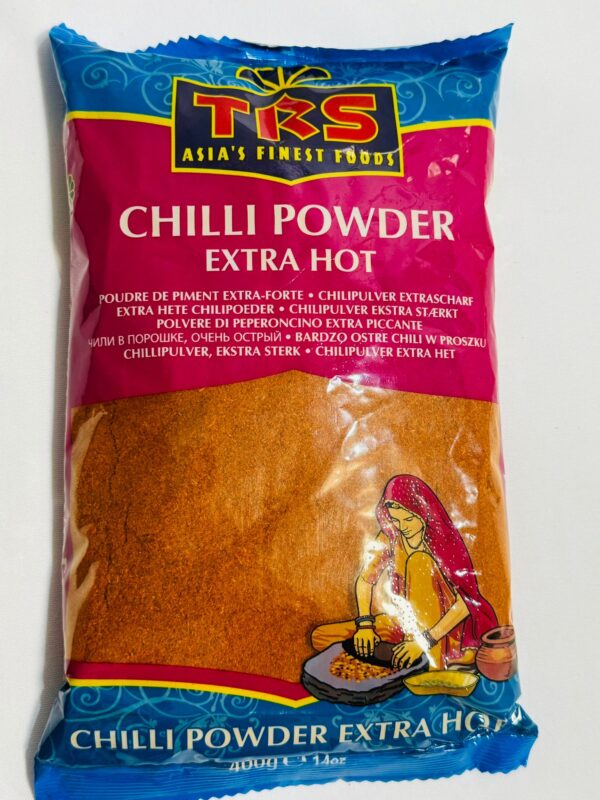 TRS
ASIA'S FINEST FOODS
CHILLI POWDER
EXTRA HOT
POUDRE DE PIMENT EXTRA-FORTE • CHILIPULVER EXTRASCHARF
EXTRA HETE CHILIPOEDER • CHILIPULVER EKSTRA STÆRKT
POLVERE DI PEPERONCINO EXTRA PICCANTE
ЧИЛИ В ПОРОШКЕ, ОЧЕНЬ ОСТРЫЙ • BARDZO OSTRE CHILI W PROSZKU
CHILLIPULVER, EKSTRA STERK • CHILIPULVER EXTRA HET
CHILLI POWDER EXTRA HOT
400g 14oz